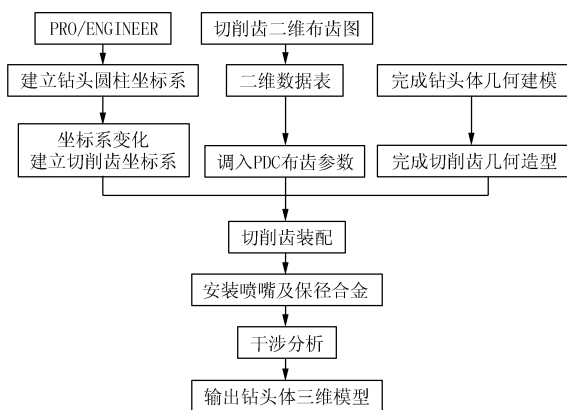 PRO/ENGINEER
切削齿二维布齿图
建立钻头圆柱坐标系
二维数据表
完成钻头体几何建模
坐标系变化
建立切削齿坐标系
调入PDC布齿参数
完成切削齿几何造型
切削齿装配
安装喷嘴及保径合金
干涉分析
输出钻头体三维模型